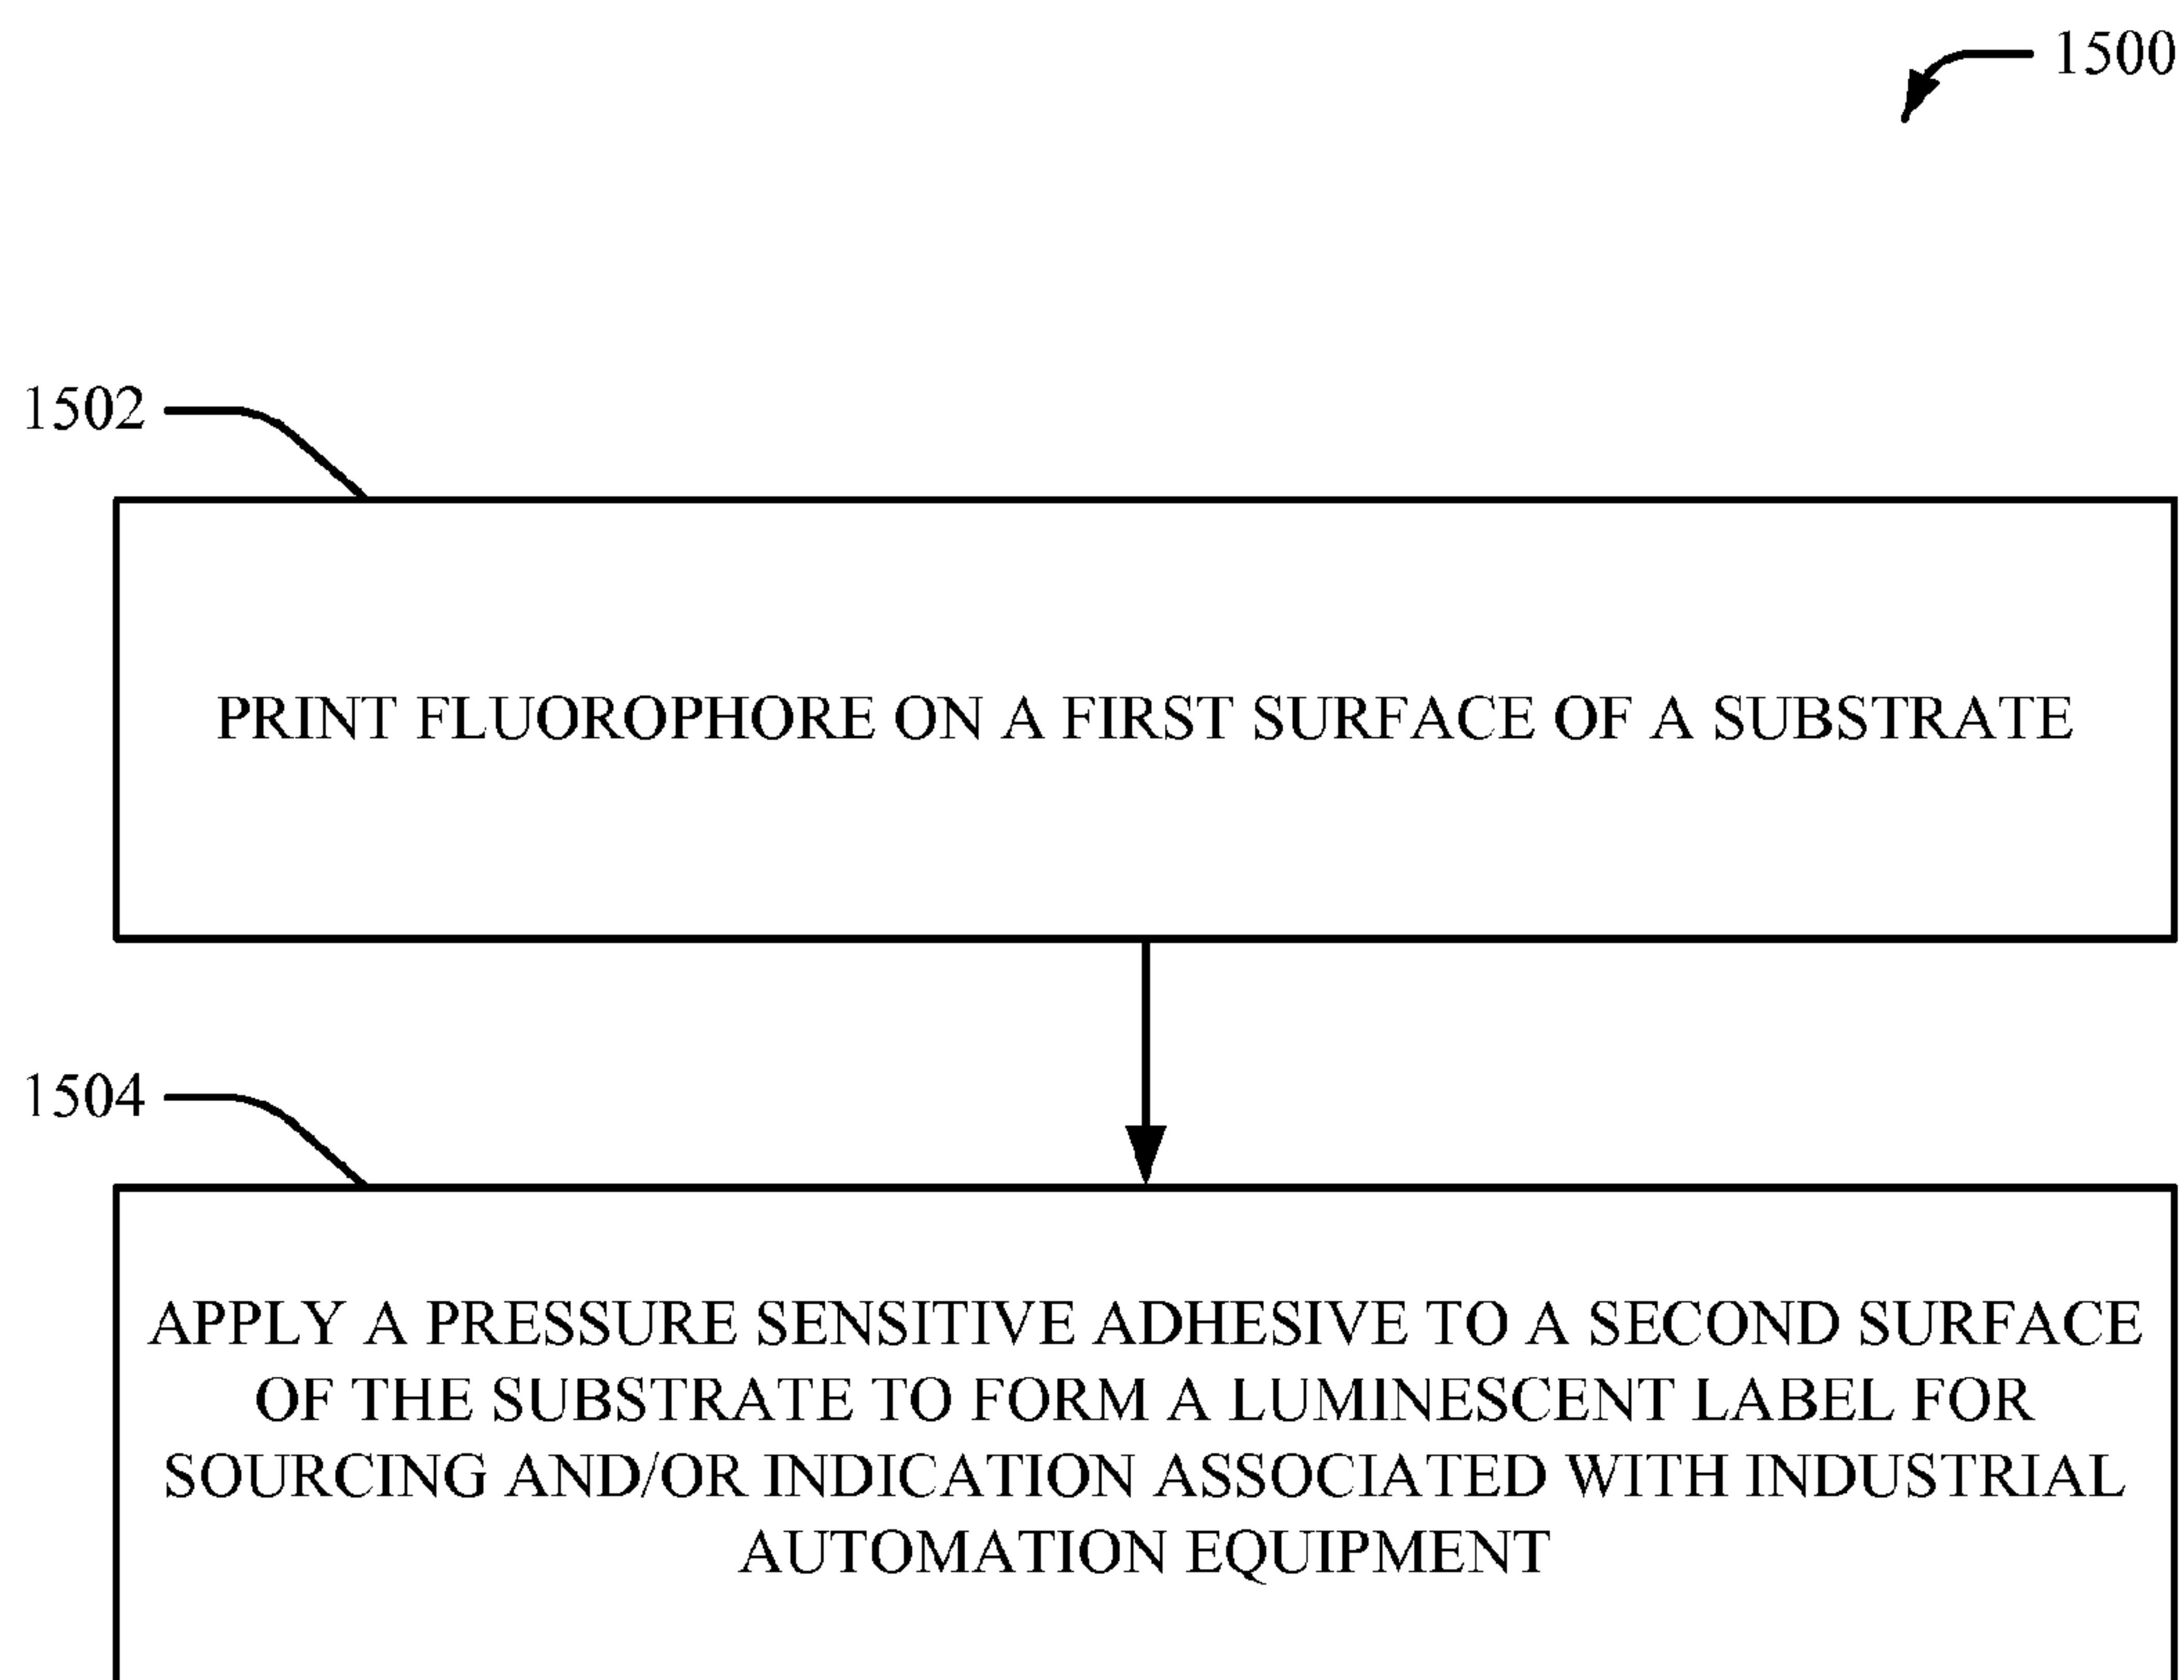 1500
1502
PRINT FLUOROPHORE ON A FIRST SURFACE OF A SUBSTRATE
1504
APPLY A PRESSURE SENSITIVE ADHESIVE TO A SECOND SURFACE
OF THE SUBSTRATE TO FORM A LUMINESCENT LABEL FOR
SOURCING AND/OR INDICATION ASSOCIATED WITH INDUSTRIAL
AUTOMATION EQUIPMENT